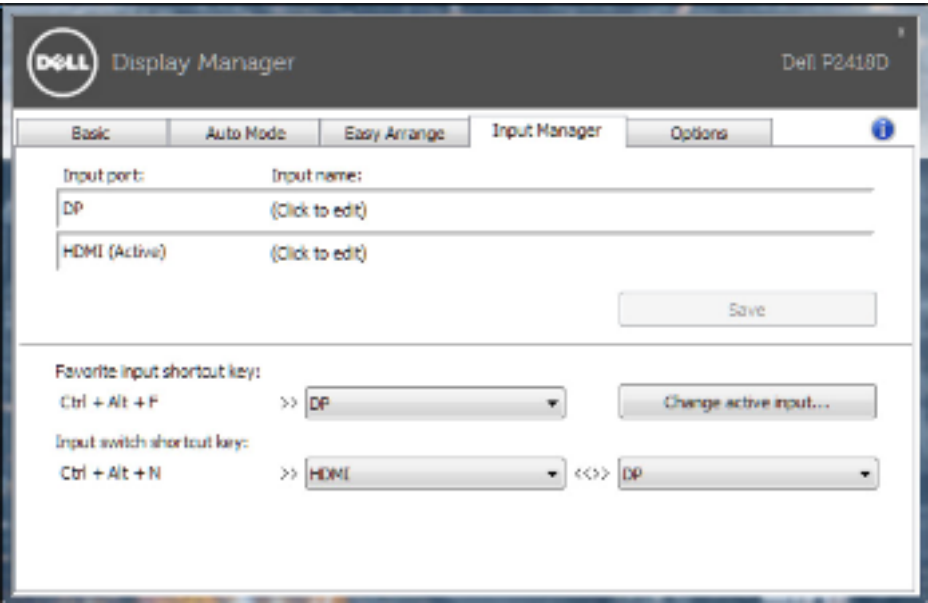 DELL Display Manager
Dell P2418D
Basic Auto Mode Easy Arrange Input Manager Options
Input port: Input name:
DP (Click to edit)
HDMI (Active) (Click to edit)
Save
Favorite input shortcut key:
Ctrl + Alt + F >> DP Change active input...
Input switch shortcut key:
Ctrl + Alt + N >> HDMI <<>> DP